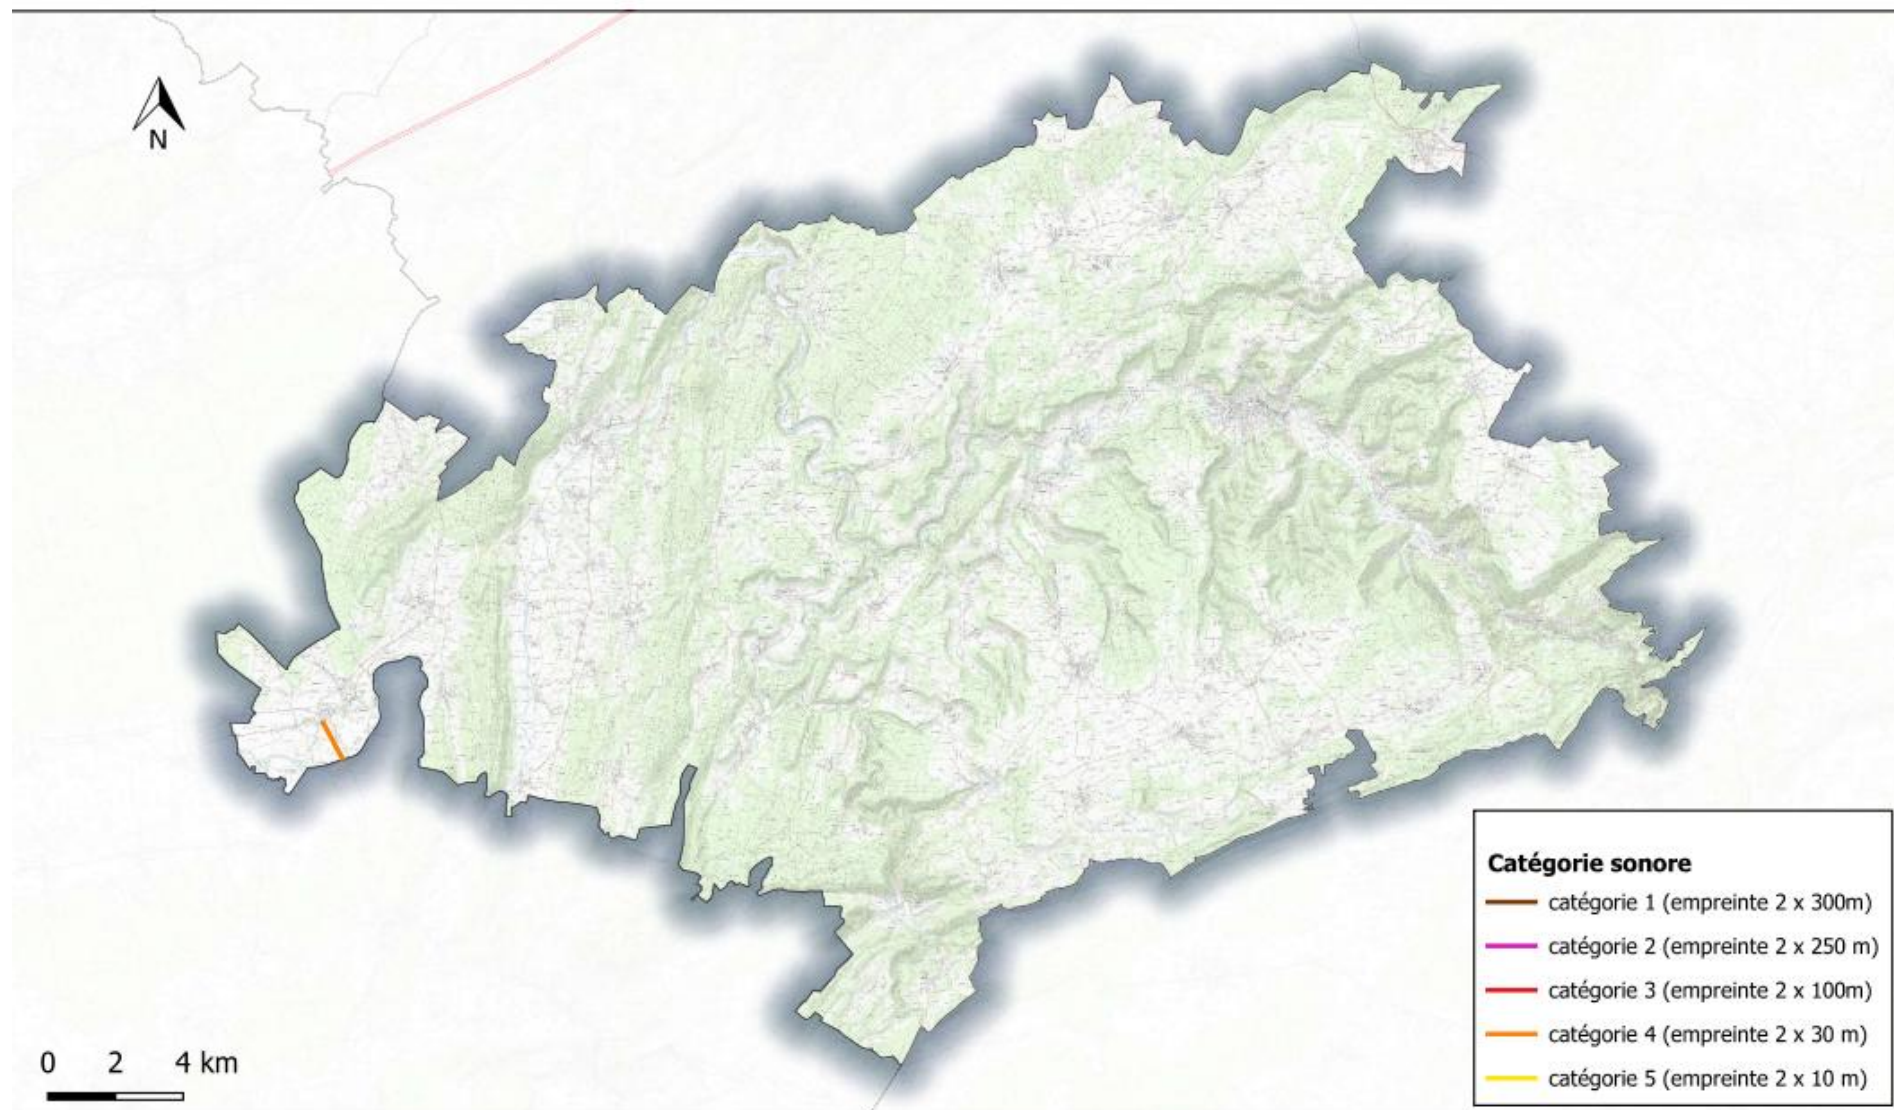 N
Catégorie sonore
catégorie 1 (empreinte 2 x 300m)
catégorie 2 (empreinte 2 x 250 m)
catégorie 3 (empreinte 2 x 100m)
catégorie 4 (empreinte 2 x 30 m)
catégorie 5 (empreinte 2 x 10 m)
0 2 4 km